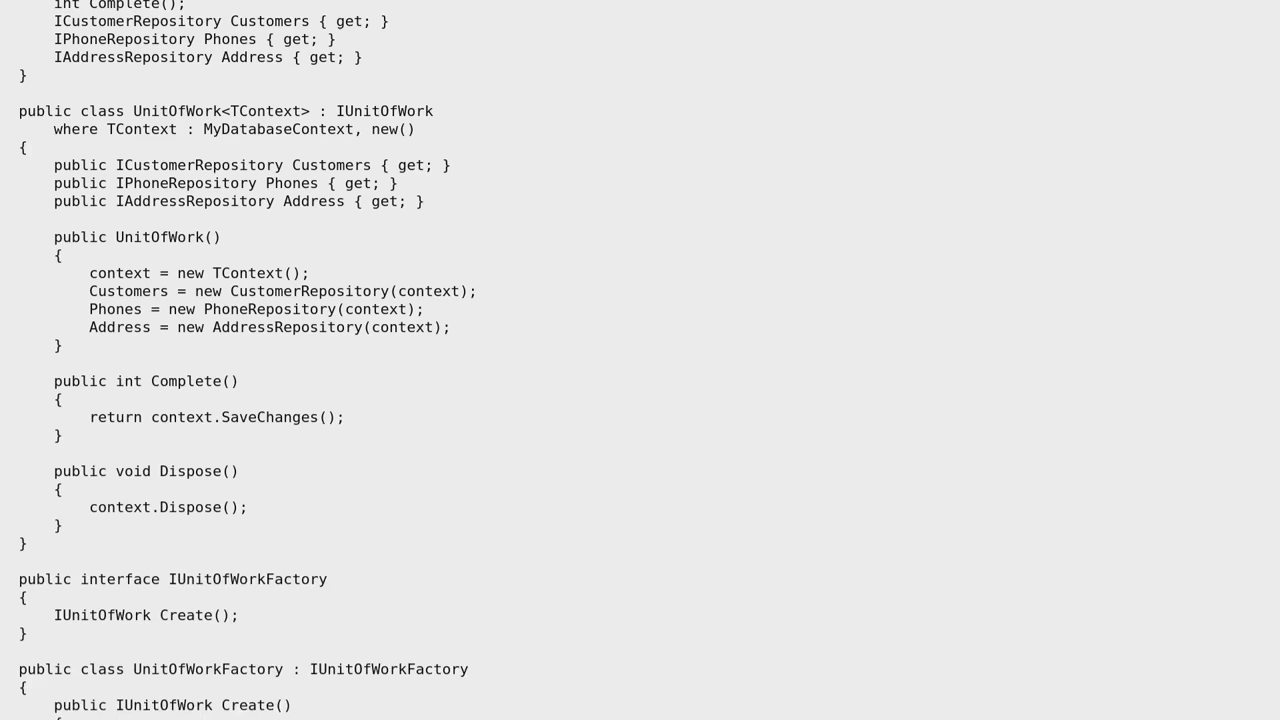 int Complete();
    ICustomerRepository Customers { get; }
    IPhoneRepository Phones { get; }
    IAddressRepository Address { get; }
}

public class UnitOfWork<TContext> : IUnitOfWork
    where TContext : MyDatabaseContext, new()
{
    public ICustomerRepository Customers { get; }
    public IPhoneRepository Phones { get; }
    public IAddressRepository Address { get; }

    public UnitOfWork()
    {
        context = new TContext();
        Customers = new CustomerRepository(context);
        Phones = new PhoneRepository(context);
        Address = new AddressRepository(context);
    }

    public int Complete()
    {
        return context.SaveChanges();
    }

    public void Dispose()
    {
        context.Dispose();
    }
}

public interface IUnitOfWorkFactory
{
    IUnitOfWork Create();
}

public class UnitOfWorkFactory : IUnitOfWorkFactory
{
    public IUnitOfWork Create()
    {